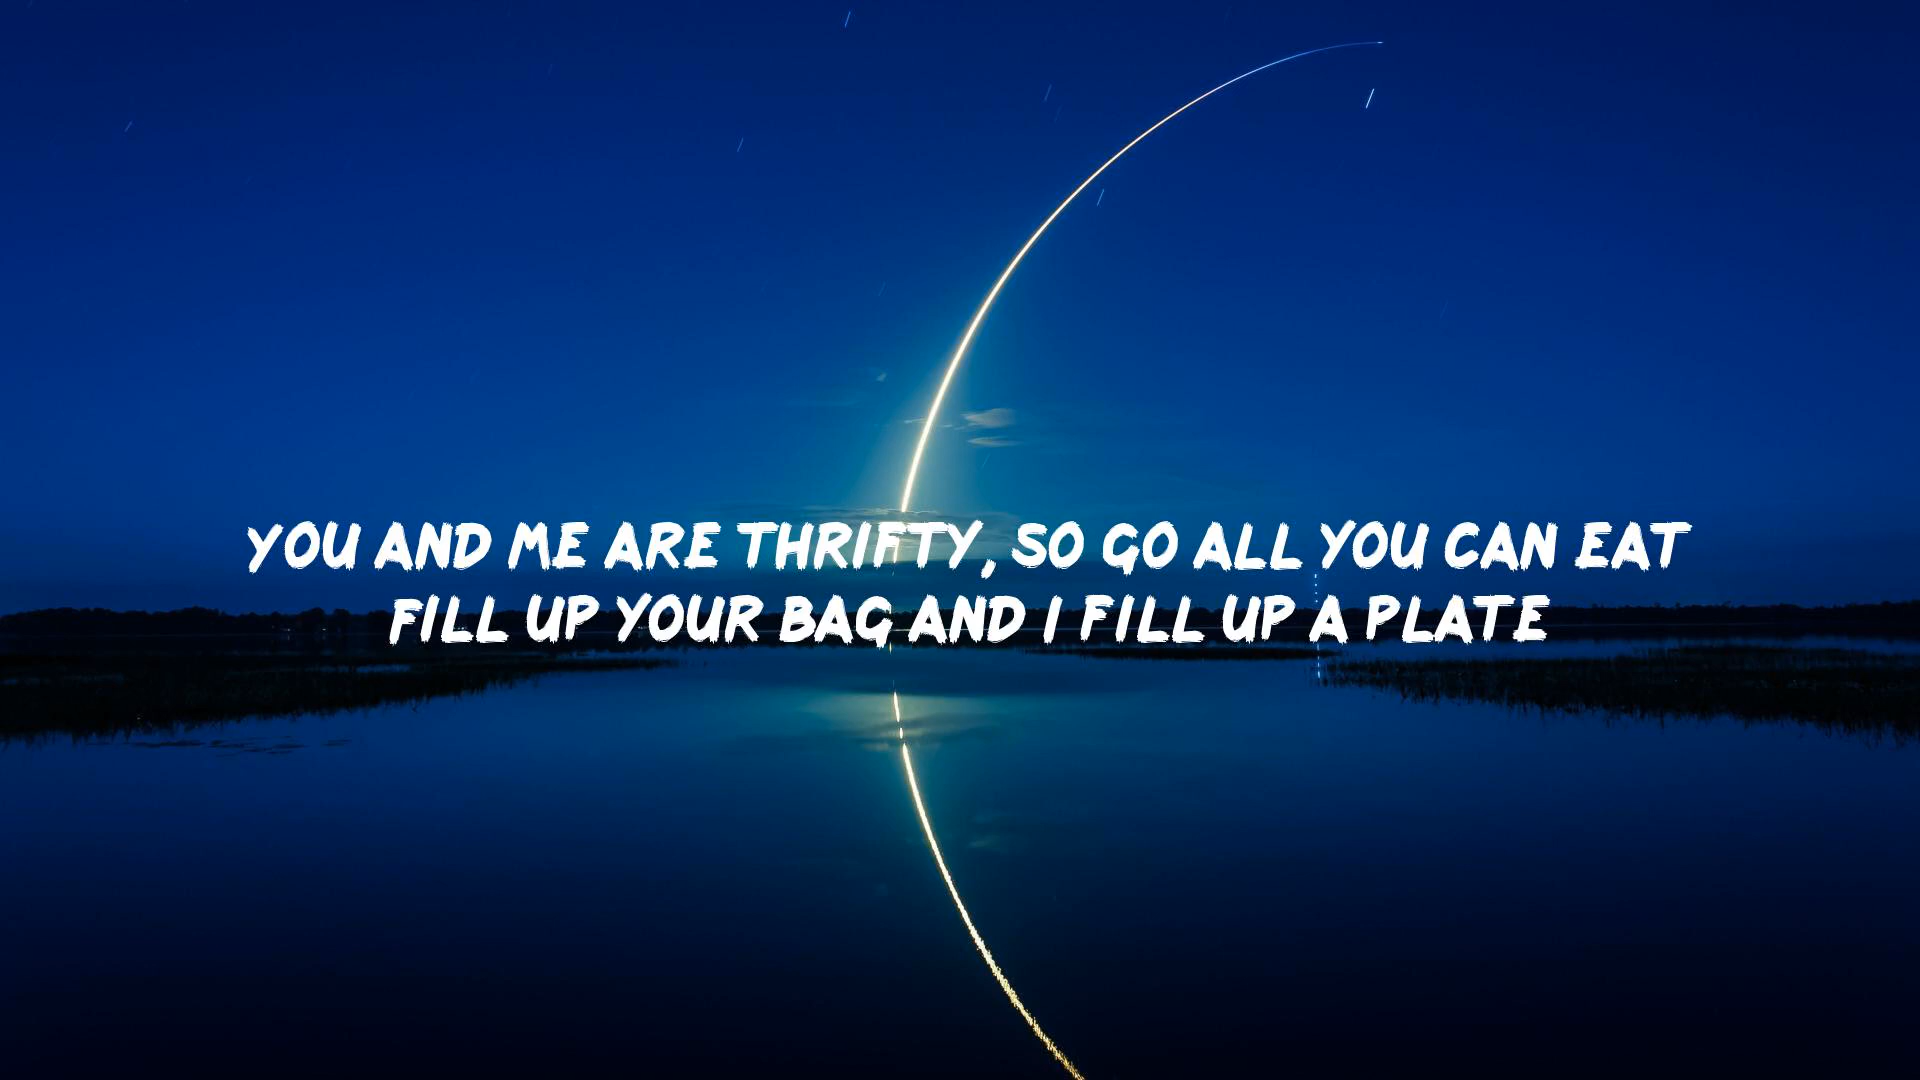 YOU AND ME ARE THRIFTY, SO GO ALL YOU CAN EAT
FILL UP YOUR BAG AND I FILL UP A PLATE